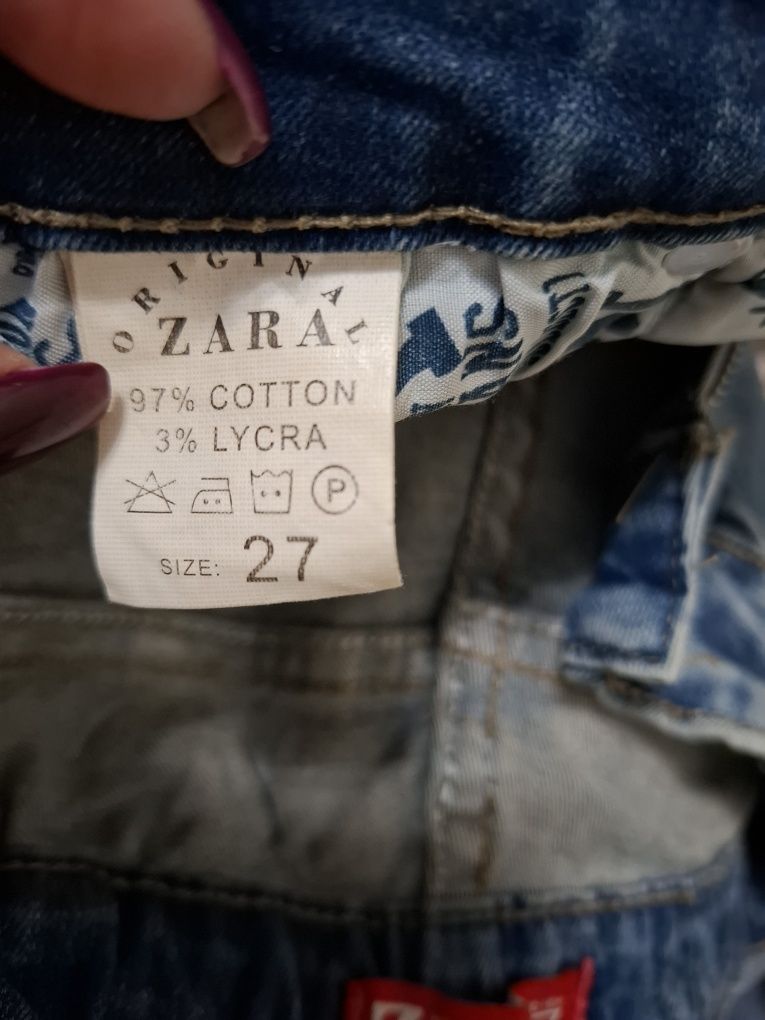 ORIGINAL
ZARA
97% COTTON
3% LYCRA
P
SIZE: 27